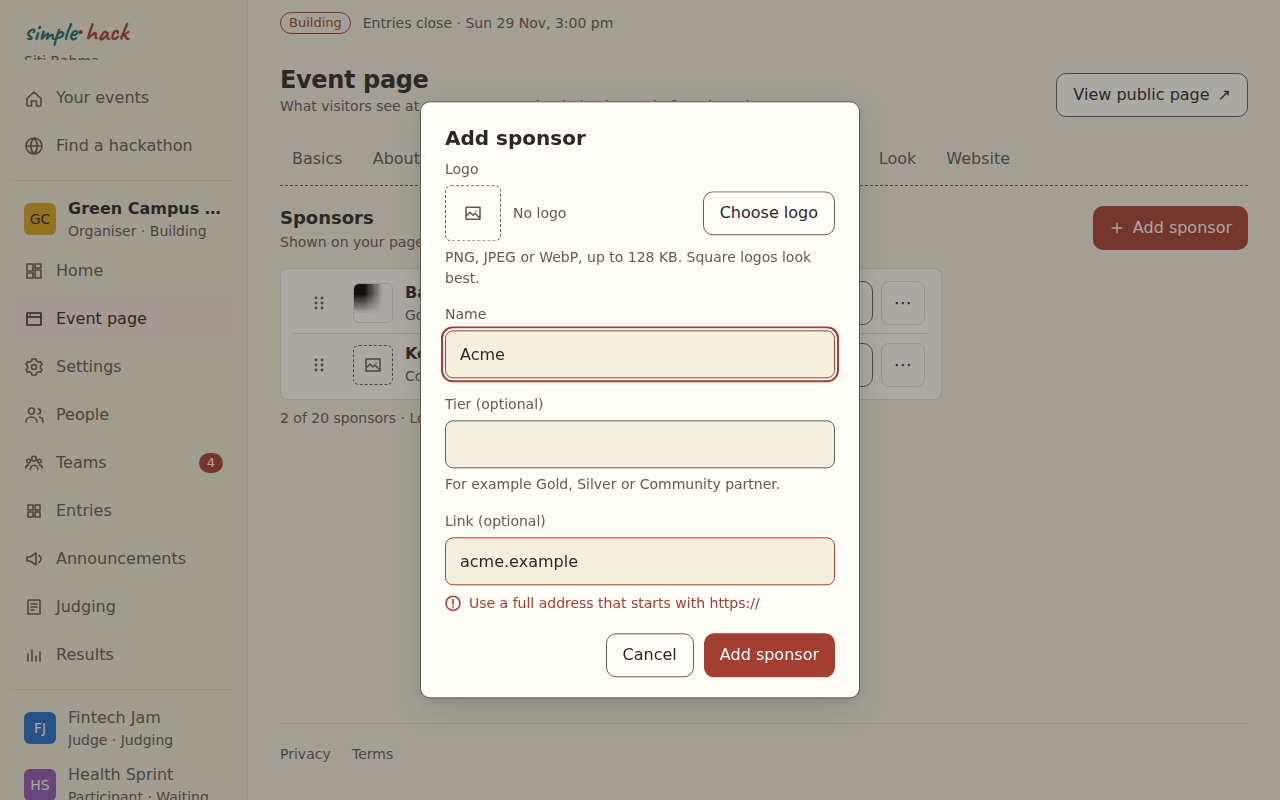 simple·hack
Siti Rahma
Your events
Find a hackathon
GC
Green Campus …
Organiser · Building
Home
Event page
Settings
People
Teams
4
Entries
Announcements
Judging
Results
FJ
Fintech Jam
Judge · Judging
HS
Health Sprint
Participant · Waiting
Building
Entries close · Sun 29 Nov, 3:00 pm
Event page
What visitors see at
View public page ↗
Basics
About
Look
Website
Sponsors
Shown on your page
+ Add sponsor
2 of 20 sponsors ·
Add sponsor
Logo
No logo
Choose logo
PNG, JPEG or WebP, up to 128 KB. Square logos look
best.
Name
Acme
Tier (optional)
For example Gold, Silver or Community partner.
Link (optional)
acme.example
Use a full address that starts with https://
Cancel
Add sponsor
Privacy
Terms